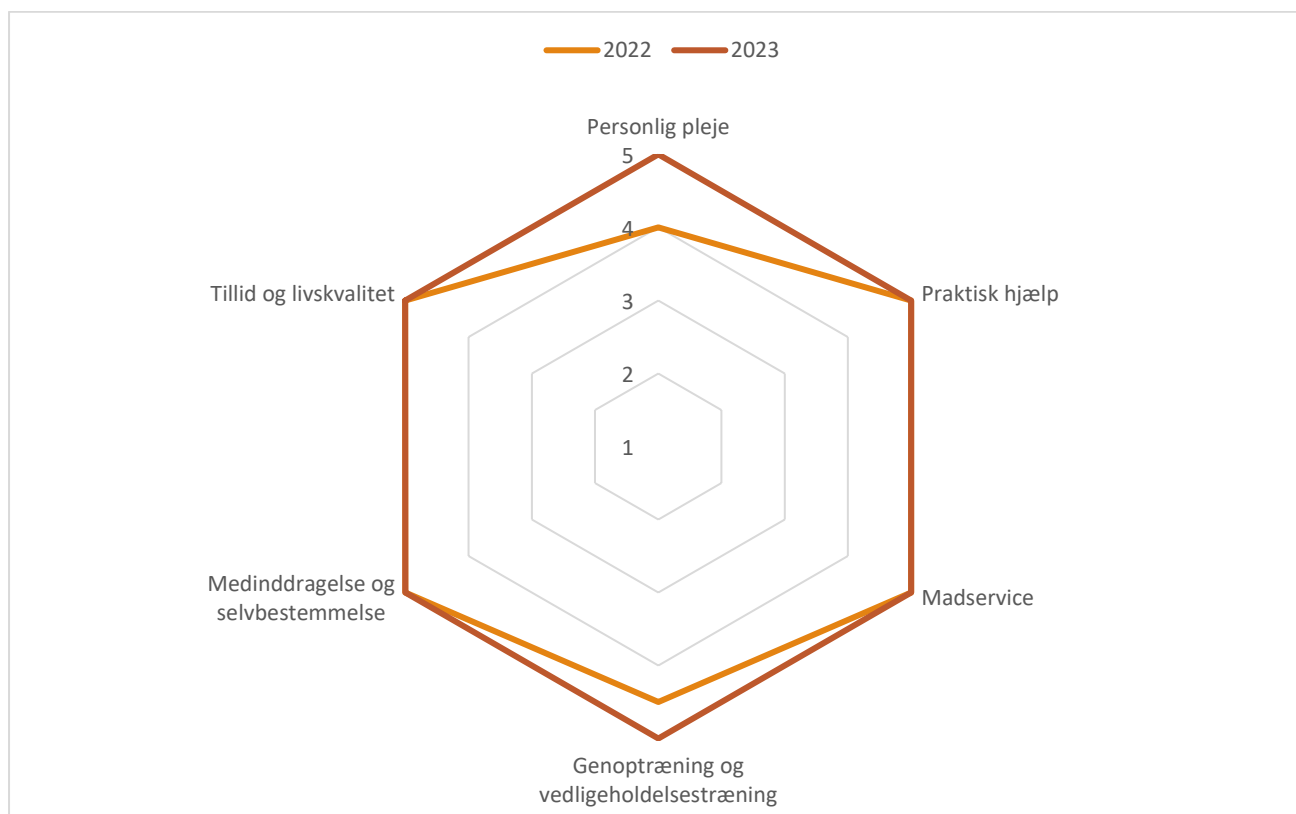 2022 2023
Personlig pleje
5
4
Tillid og livskvalitet
Praktisk hjælp
3
2
1
Medinddragelse og
selvbestemmelse
Madservice
Genoptræning og
vedligeholdelsestræning